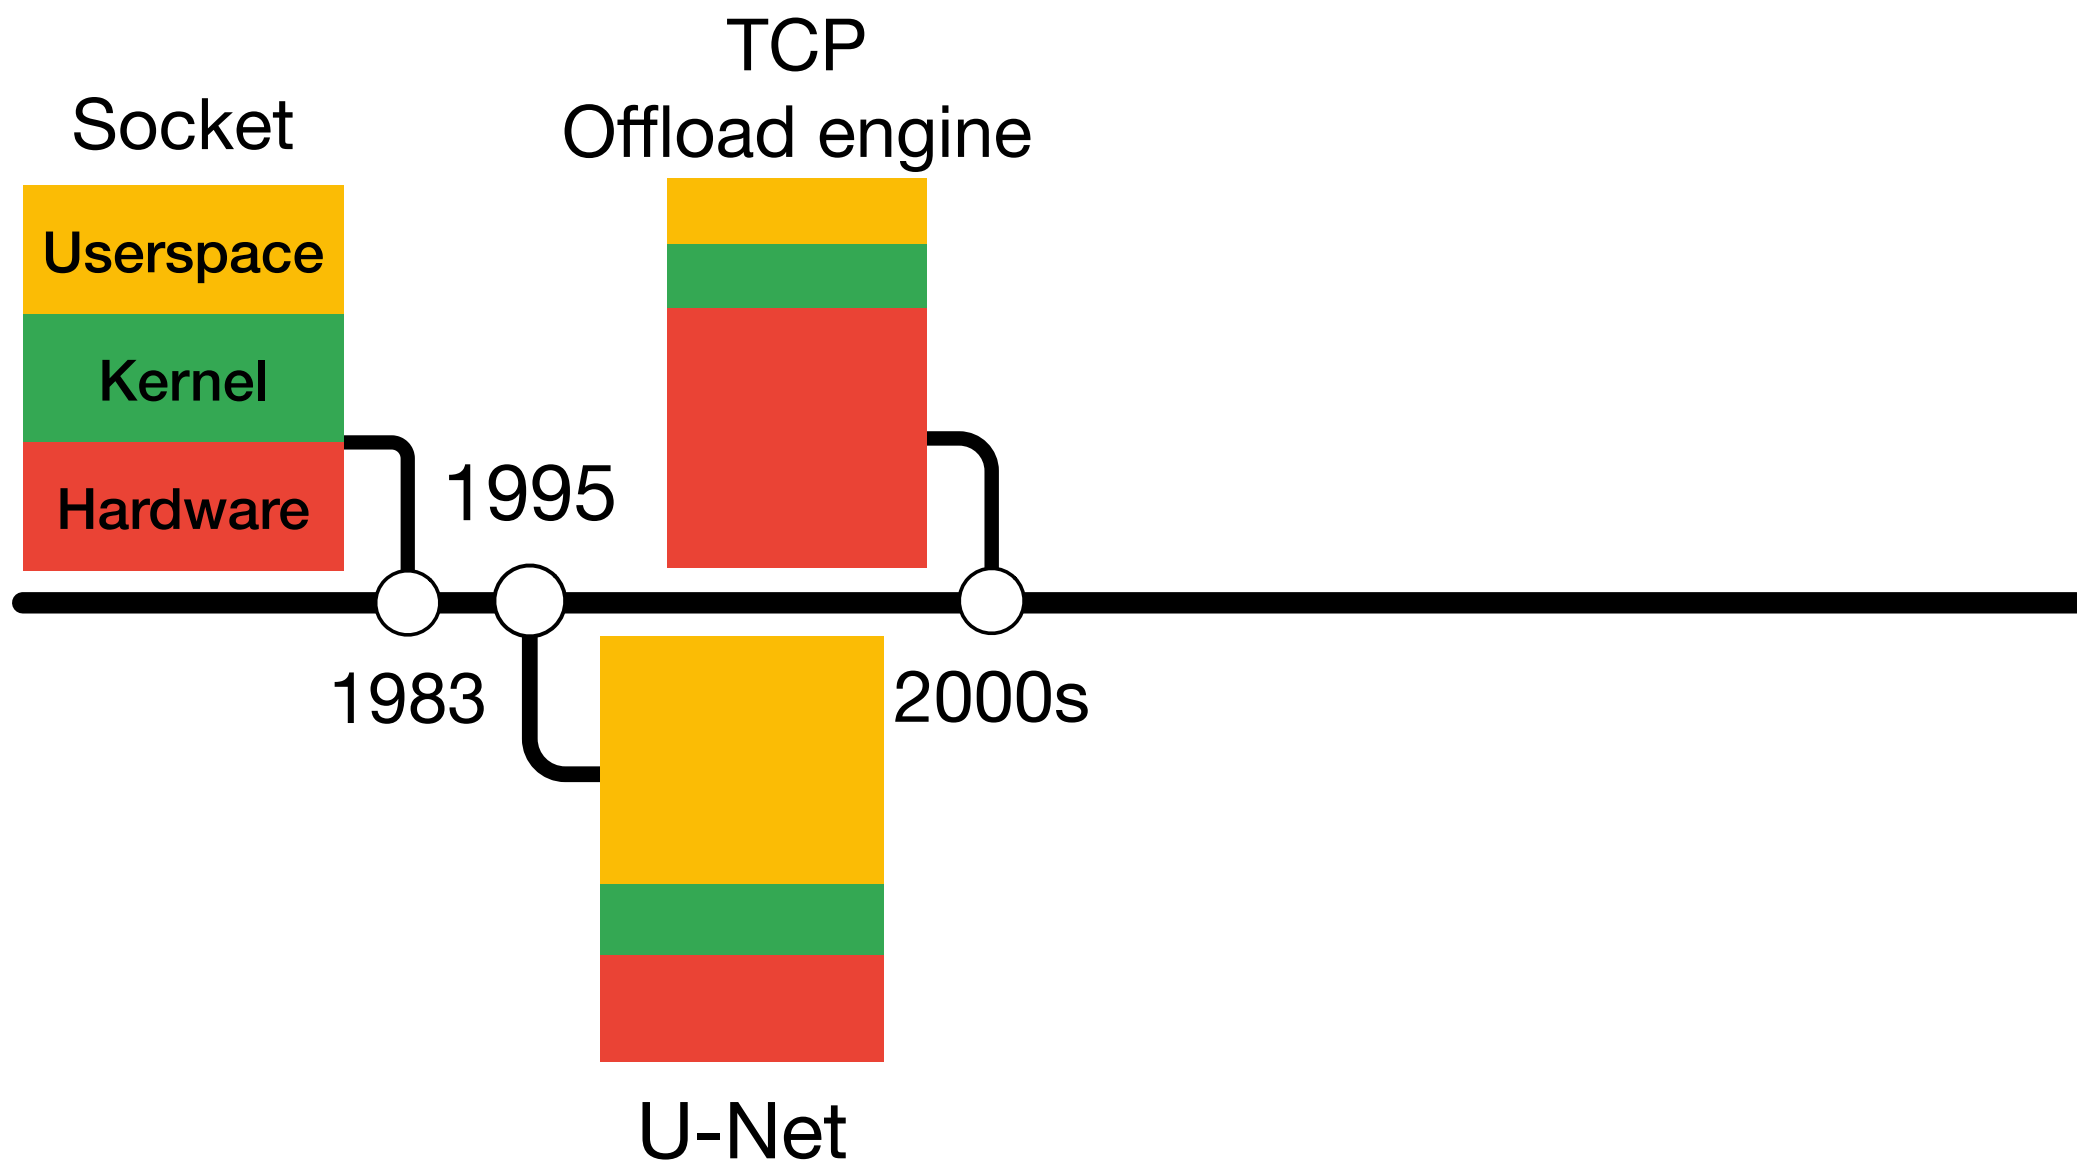 TCP
Offload engine
Socket
Userspace
Kernel
Hardware
1995
1983
2000s
U-Net